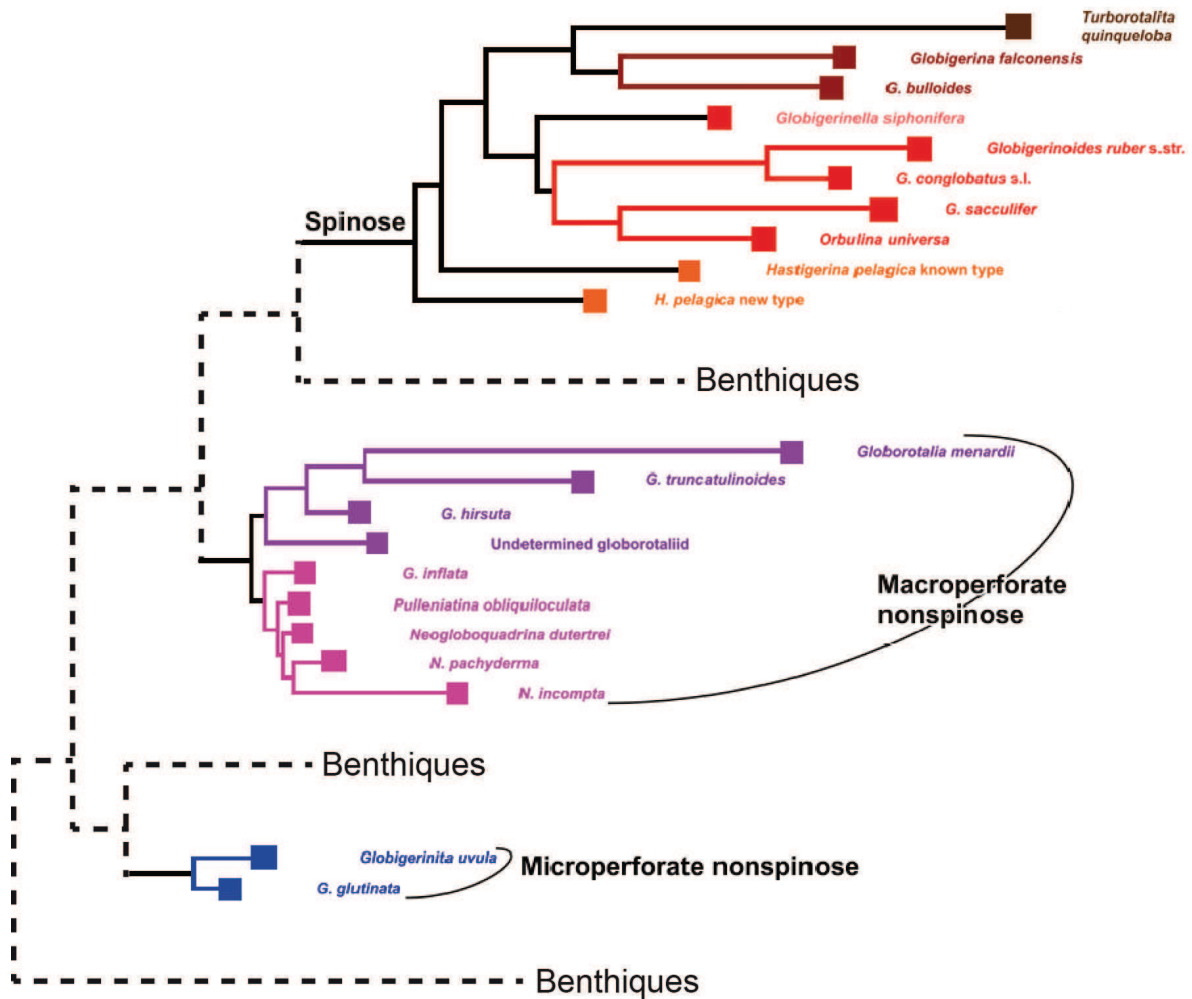 Turborotalita
quinqueloba
Globigerina falconensis
G. bulloides
Globigerinella siphonifera
Globigerinoides ruber s.str.
G. conglobatus s.l.
G. sacculifer
Spinose
Orbulina universa
Hastigerina pelagica known type
H. pelagica new type
Benthiques
Globorotalia menardii
G. truncatulinoides
G. hirsuta
Undetermined globorotaliid
G. inflata
Macroperforate
nonspinose
Pulleniatina obliquiloculata
Neogloboquadrina dutertrei
N. pachyderma
N. incompta
Benthiques
Globigerinita uvula
Microperforate nonspinose
G. glutinata
Benthiques